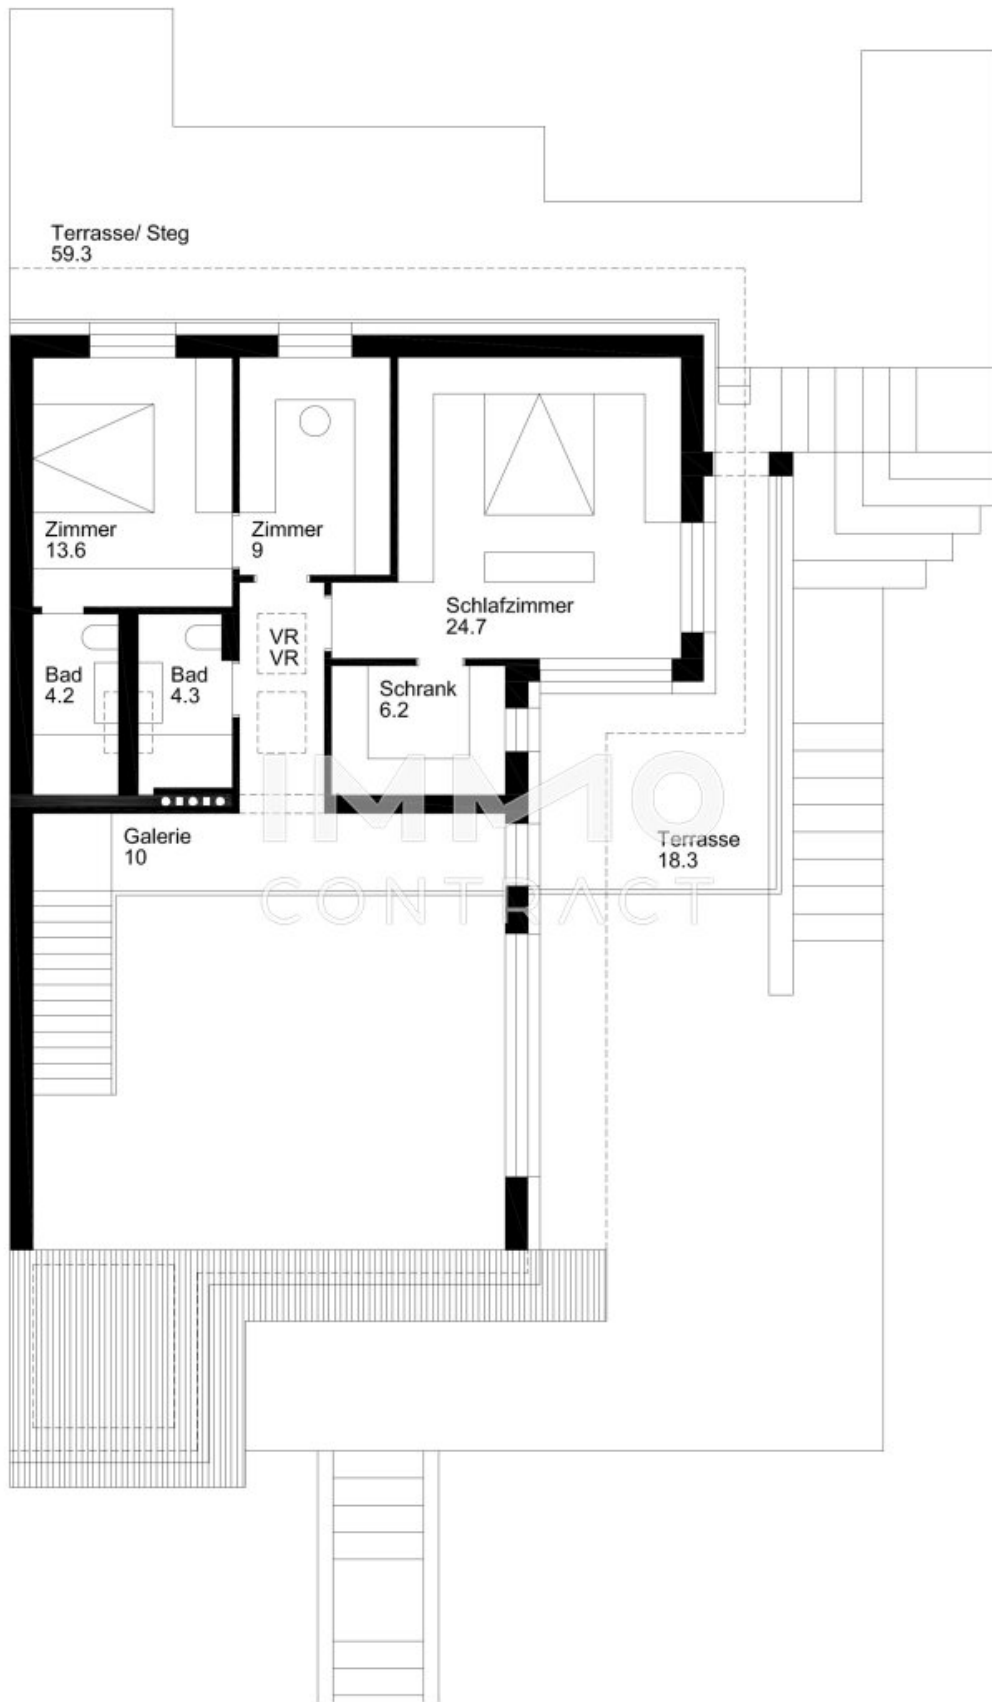 Terrasse/ Steg
59.3
Zimmer
13.6
Zimmer
9
Schlafzimmer
24.7
VR
VR
Bad
4.2
Bad
4.3
Schrank
6.2
IMMO
CONTRACT
Galerie
10
Terrasse
18.3